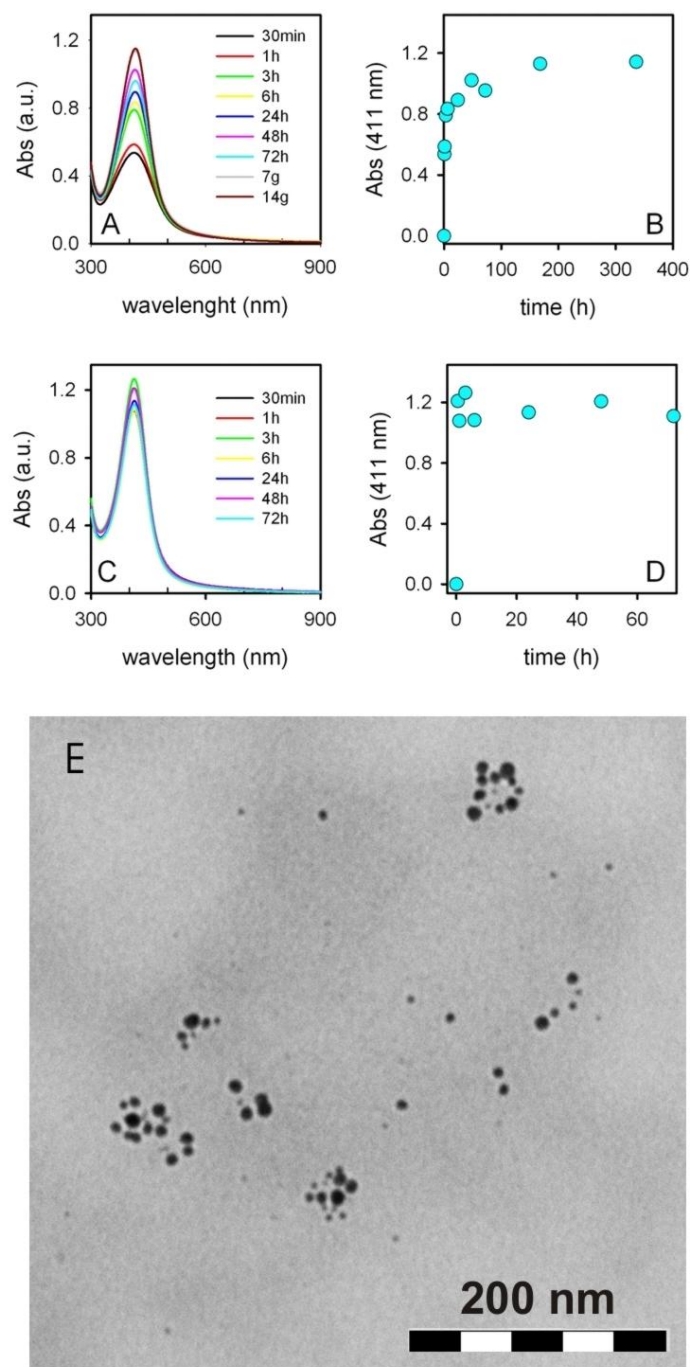 1.2
0.8
0.4
0.0
Abs (a.u.)
30min
1h
3h
6h
24h
48h
72h
7g
14g
A
300
600
900
wavelenght (nm)
1.2
0.8
0.4
0.0
Abs (411 nm)
B
0
100
200
300
400
time (h)
1.2
0.8
0.4
0.0
Abs (a.u.)
30min
1h
3h
6h
24h
48h
72h
C
300
600
900
wavelength (nm)
1.2
0.8
0.4
0.0
Abs (411 nm)
D
0
20
40
60
time (h)
E
200 nm